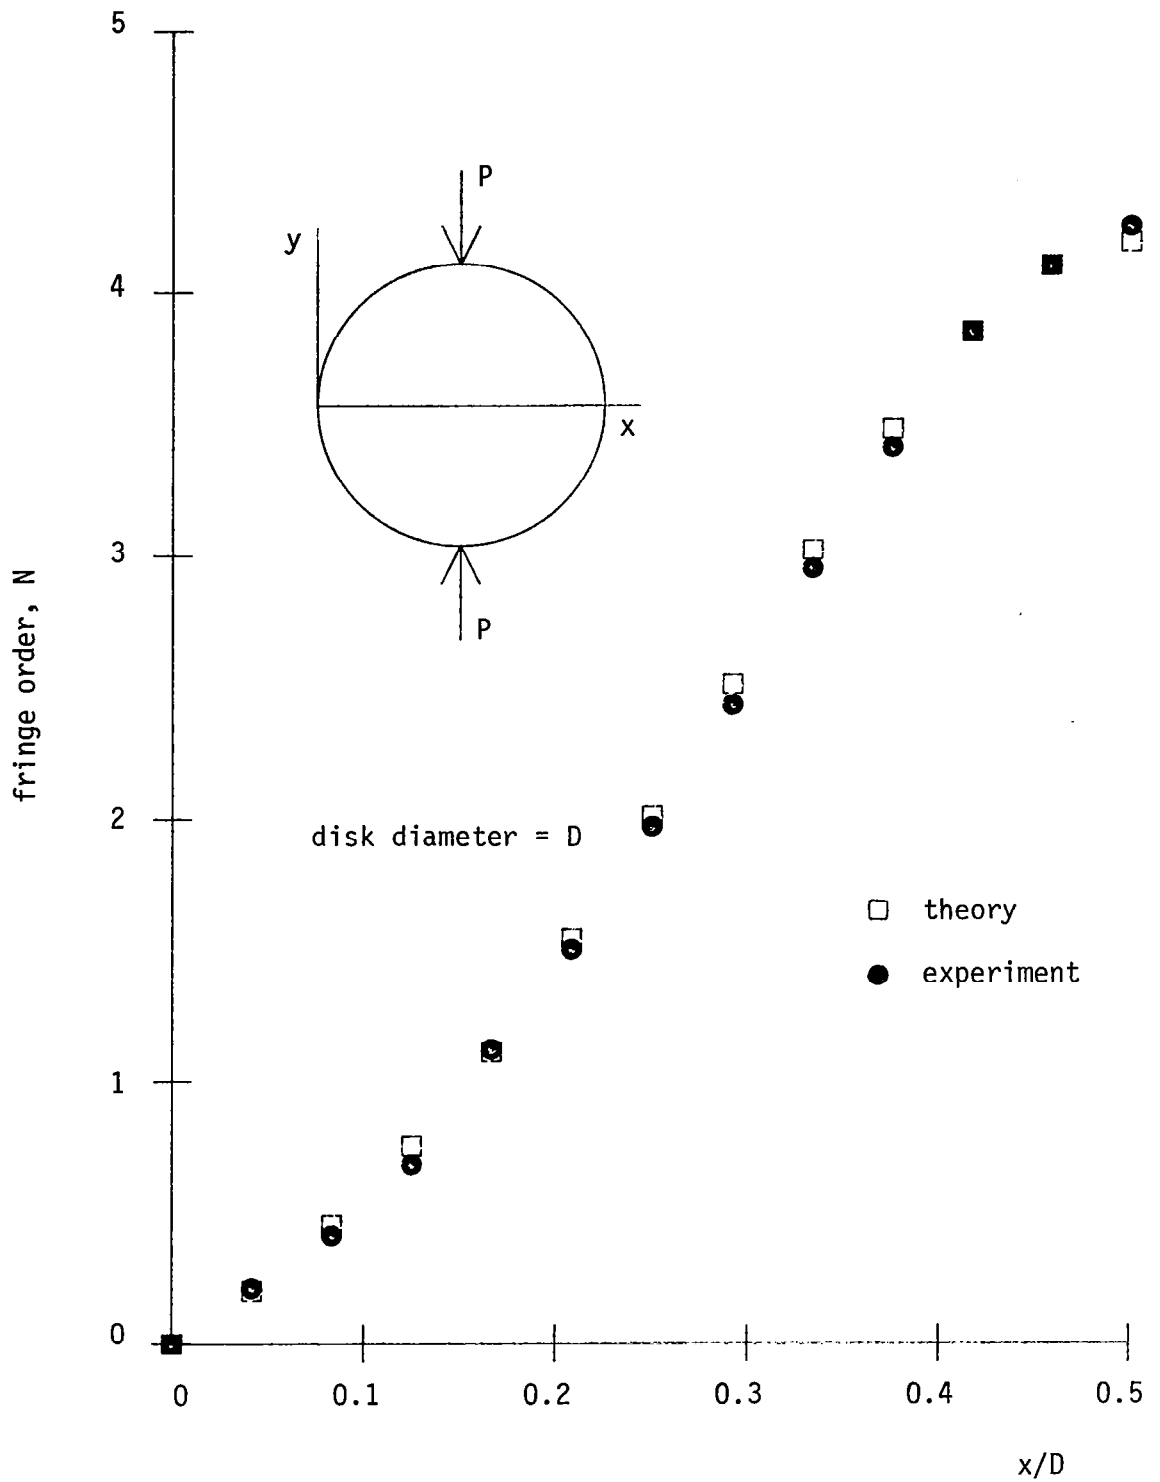 5
P
y
4
x
3
P
fringe order, N
2
disk diameter = D
theory
experiment
1
0
0 0.1 0.2 0.3 0.4 0.5
x/D